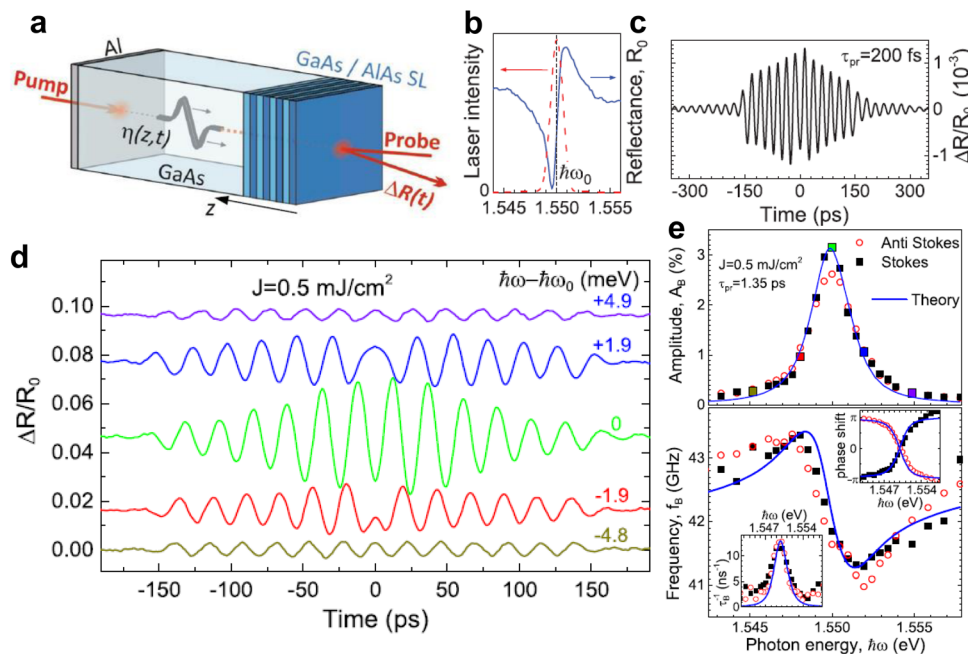 a
Al
GaAs / AlAs SL
Pump
η(z,t)
Probe
GaAs
ΔR(t)
z
b
Laser intensity
Reflectance, R₀
ħω₀
0
1.545 1.550 1.555
c
τpr=200 fs
1
0
-1
ΔR/R₀ (10⁻³)
-300 -150 0 150 300
Time (ps)
d
J=0.5 mJ/cm² ħω−ħω₀ (meV)
+4.9
+1.9
0
-1.9
-4.8
0.10
0.08
0.06
0.04
0.02
0.00
ΔR/R₀
-150 -100 -50 0 50 100 150
Time (ps)
e
J=0.5 mJ/cm²
τpr=1.35 ps
Anti Stokes
Stokes
Theory
3
2
1
0
Amplitude, A_B (%)
43
42
41
Frequency, f_B (GHz)
π
0
-π
phase shift
1.547 1.554
ħω (eV)
ħω (eV)
1.547 1.554
10
5
0
τ_B⁻¹ (ns⁻¹)
1.545 1.550 1.555
Photon energy, ħω (eV)